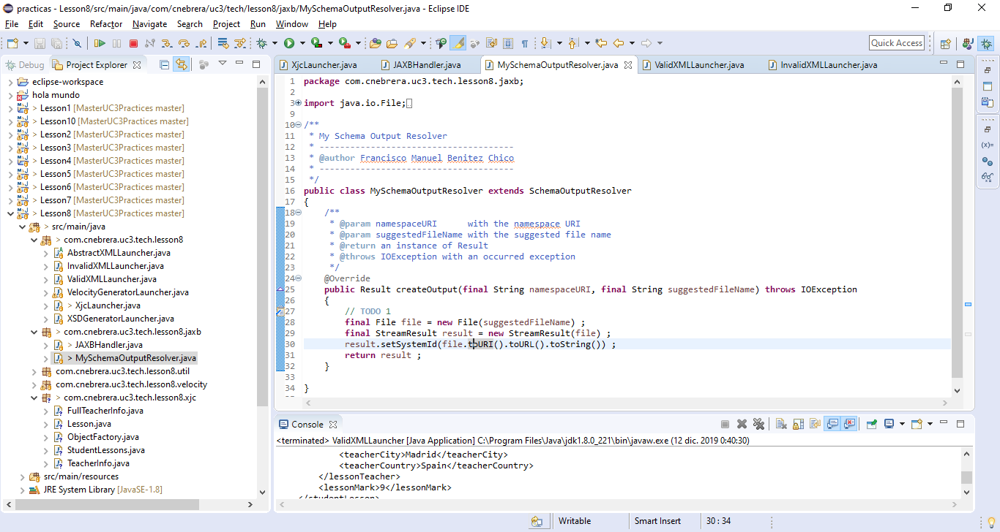 practicas - Lesson8/src/main/java/com/cnebrera/uc3/tech/lesson8/jaxb/MySchemaOutputResolver.java - Eclipse IDE
File Edit Source Refactor Navigate Search Project Run Window Help
Quick Access
Debug Project Explorer
eclipse-workspace
hola mundo
> Lesson1 [MasterUC3Practices master]
> Lesson10 [MasterUC3Practices master]
> Lesson2 [MasterUC3Practices master]
> Lesson3 [MasterUC3Practices master]
> Lesson4 [MasterUC3Practices master]
> Lesson5 [MasterUC3Practices master]
> Lesson6 [MasterUC3Practices master]
> Lesson7 [MasterUC3Practices master]
> Lesson8 [MasterUC3Practices master]
> src/main/java
> com.cnebrera.uc3.tech.lesson8
AbstractXMLLauncher.java
InvalidXMLLauncher.java
ValidXMLLauncher.java
VelocityGeneratorLauncher.java
> XjcLauncher.java
XSDGeneratorLauncher.java
> com.cnebrera.uc3.tech.lesson8.jaxb
> JAXBHandler.java
> MySchemaOutputResolver.java
com.cnebrera.uc3.tech.lesson8.util
com.cnebrera.uc3.tech.lesson8.velocity
> com.cnebrera.uc3.tech.lesson8.xjc
FullTeacherInfo.java
Lesson.java
ObjectFactory.java
StudentLessons.java
TeacherInfo.java
src/main/resources
JRE System Library [JavaSE-1.8]
XjcLauncher.java JAXBHandler.java MySchemaOutputResolver.java ValidXMLLauncher.java InvalidXMLLauncher.java
1 package com.cnebrera.uc3.tech.lesson8.jaxb;
2
3 import java.io.File;
9
10 /**
11 * My Schema Output Resolver
12 * --------------------------------------
13 * @author Francisco Manuel Benitez Chico
14 * --------------------------------------
15 */
16 public class MySchemaOutputResolver extends SchemaOutputResolver
17 {
18 /**
19 * @param namespaceURI with the namespace URI
20 * @param suggestedFileName with the suggested file name
21 * @return an instance of Result
22 * @throws IOException with an occurred exception
23 */
24 @Override
25 public Result createOutput(final String namespaceURI, final String suggestedFileName) throws IOException
26 {
27 // TODO 1
28 final File file = new File(suggestedFileName) ;
29 final StreamResult result = new StreamResult(file) ;
30 result.setSystemId(file.toURI().toURL().toString()) ;
31 return result ;
32 }
33
34 }
Console
<terminated> ValidXMLLauncher [Java Application] C:\Program Files\Java\jdk1.8.0_221\bin\javaw.exe (12 dic. 2019 0:40:30)
<teacherCity>Madrid</teacherCity>
<teacherCountry>Spain</teacherCountry>
</lessonTeacher>
<lessonMark>9</lessonMark>
</studentLesson>
Writable Smart Insert 30 : 34